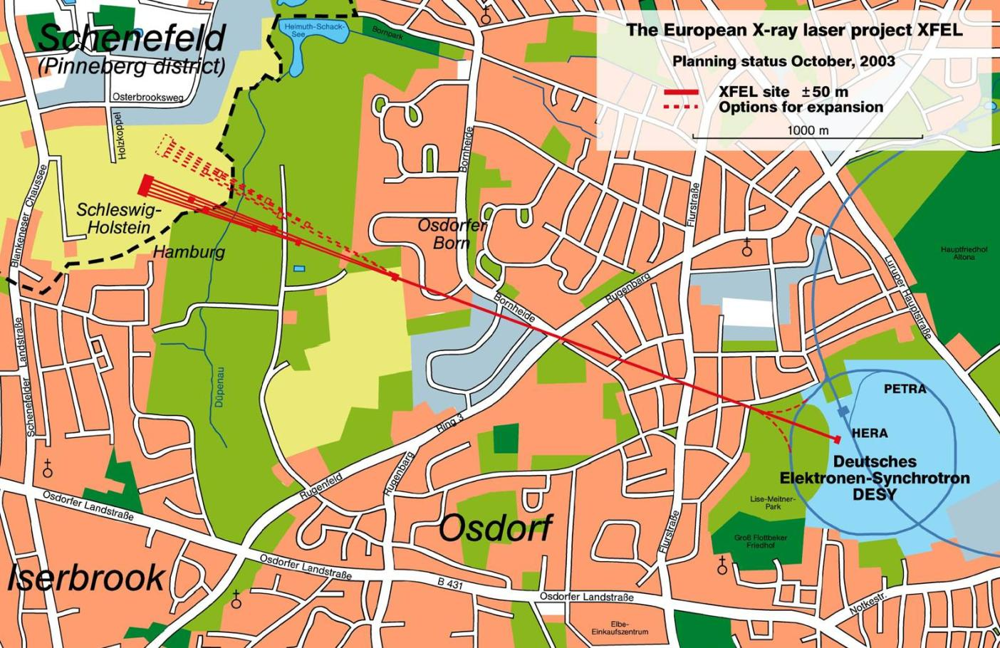 Schenefeld
(Pinneberg district)
Helmuth-Schack-
See
Bornpark
The European X-ray laser project XFEL
Planning status October, 2003
XFEL site ±50 m
Options for expansion
1000 m
Osterbrooksweg
Holzkoppel
Blankeneser Chaussee
Schleswig-
Holstein
Hamburg
Bornheide
Osdorfer
Born
Flurstraße
Hauptfriedhof
Altona
Luruper Hauptstraße
Rugenbarg
Bornheide
Schenefelder Landstraße
Düpenau
PETRA
HERA
Deutsches
Elektronen-Synchrotron
DESY
Ring 3
Rugenbarg
Rugenfeld
Lise-Meitner-
Park
Groß Flottbeker
Friedhof
Osdorfer Landstraße
Osdorf
Flurstraße
Iserbrook
Osdorfer Landstraße
B 431
Osdorfer Landstraße
Notkestr.
Elbe-
Einkaufszentrum